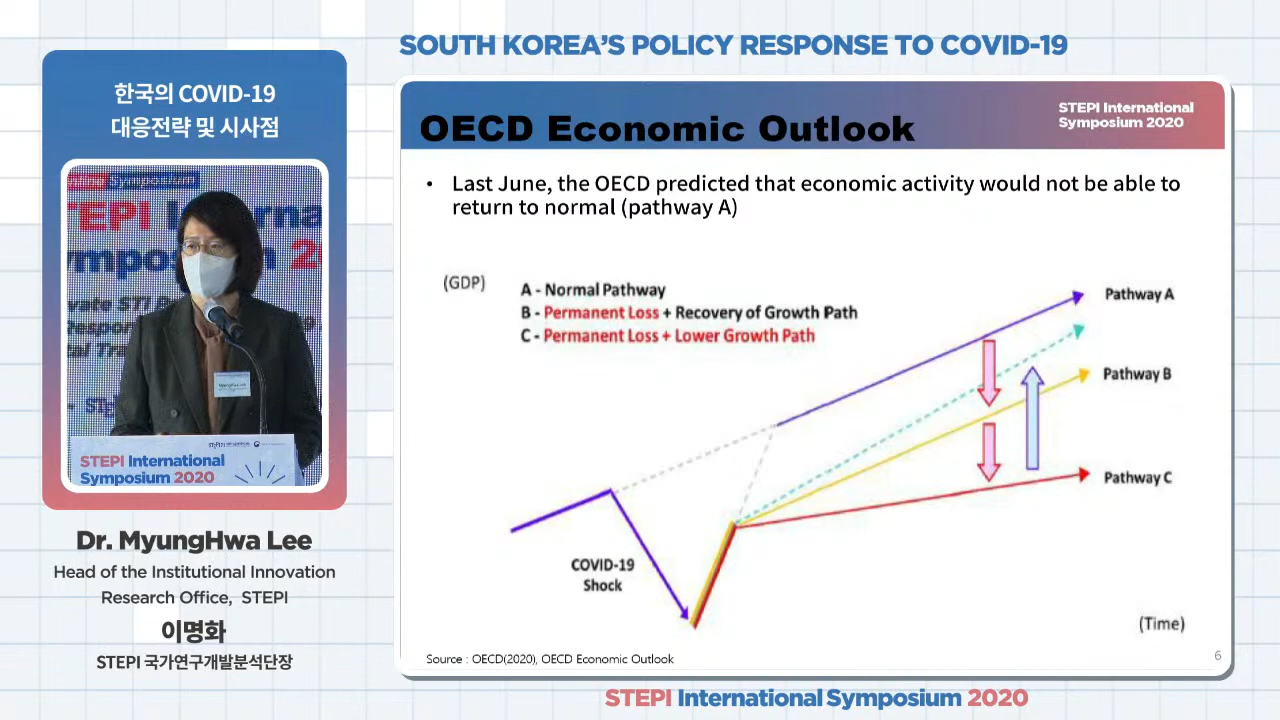 SOUTH KOREA'S POLICY RESPONSE TO COVID-19
한국의 COVID-19
대응전략 및 시사점
STEPI International
Symposium 2020
Dr. MyungHwa Lee
Head of the Institutional Innovation
Research Office, STEPI
이명화
STEPI 국가연구개발분석단장
OECD Economic Outlook
STEPI International
Symposium 2020
• Last June, the OECD predicted that economic activity would not be able to
return to normal (pathway A)
(GDP)
A - Normal Pathway
B - Permanent Loss + Recovery of Growth Path
C - Permanent Loss + Lower Growth Path
Pathway A
Pathway B
Pathway C
COVID-19
Shock
(Time)
Source : OECD(2020), OECD Economic Outlook
6
STEPI International Symposium 2020